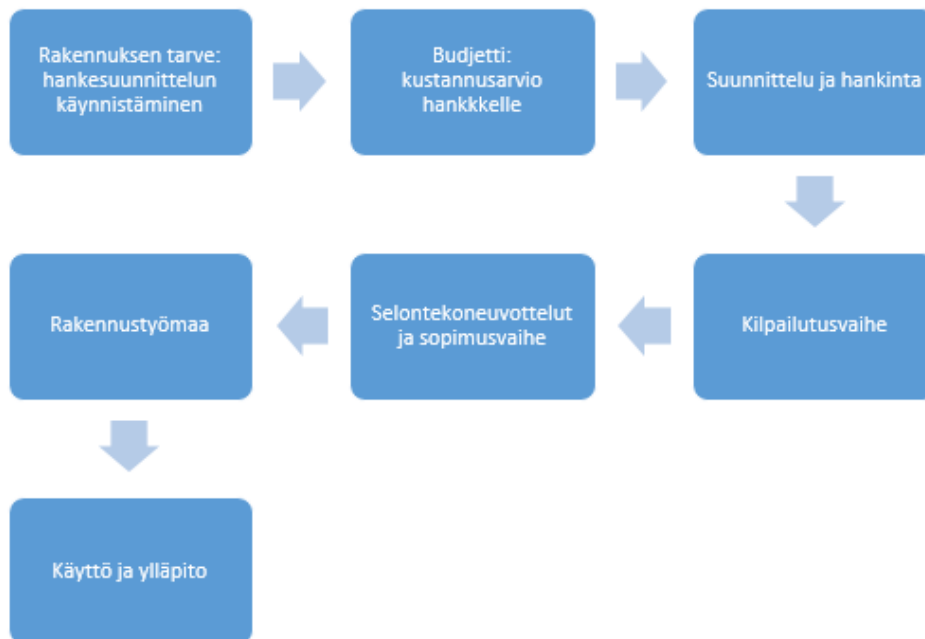 Rakennuksen tarve:
hankesuunnittelun
käynnistäminen
Budjetti:
kustannusarvio
hankkkelle
Suunnittelu ja hankinta
Kilpailutusvaihe
Selontekoneuvottelut
ja sopimusvaihe
Rakennustyömaa
Käyttö ja ylläpito